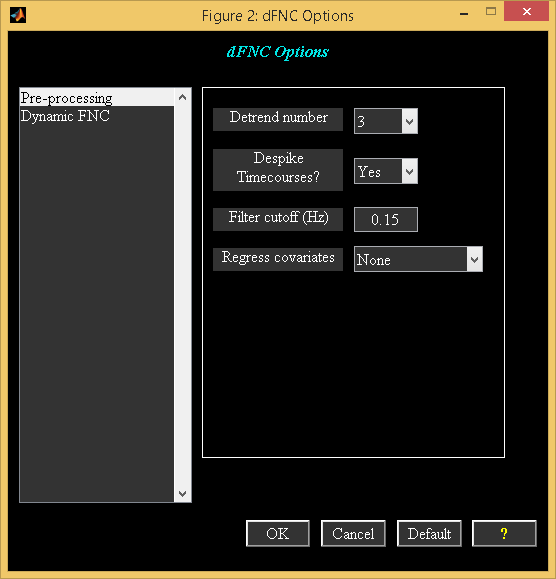 Figure 2: dFNC Options
dFNC Options
Pre-processing
Dynamic FNC
Detrend number
3
Despike
Timecourses?
Yes
Filter cutoff (Hz)
0.15
Regress covariates
None
OK
Cancel
Default
?